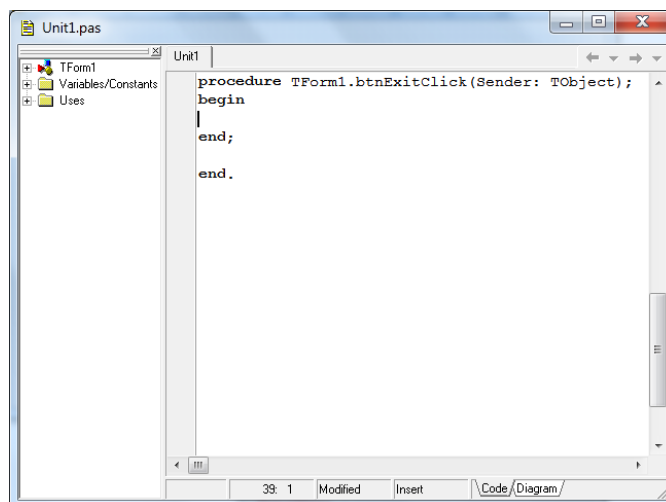 Unit1.pas
TForm1
Variables/Constants
Uses
Unit1
procedure TForm1.btnExitClick(Sender: TObject);
begin
end;
end.
39: 1
Modified
Insert
Code
Diagram